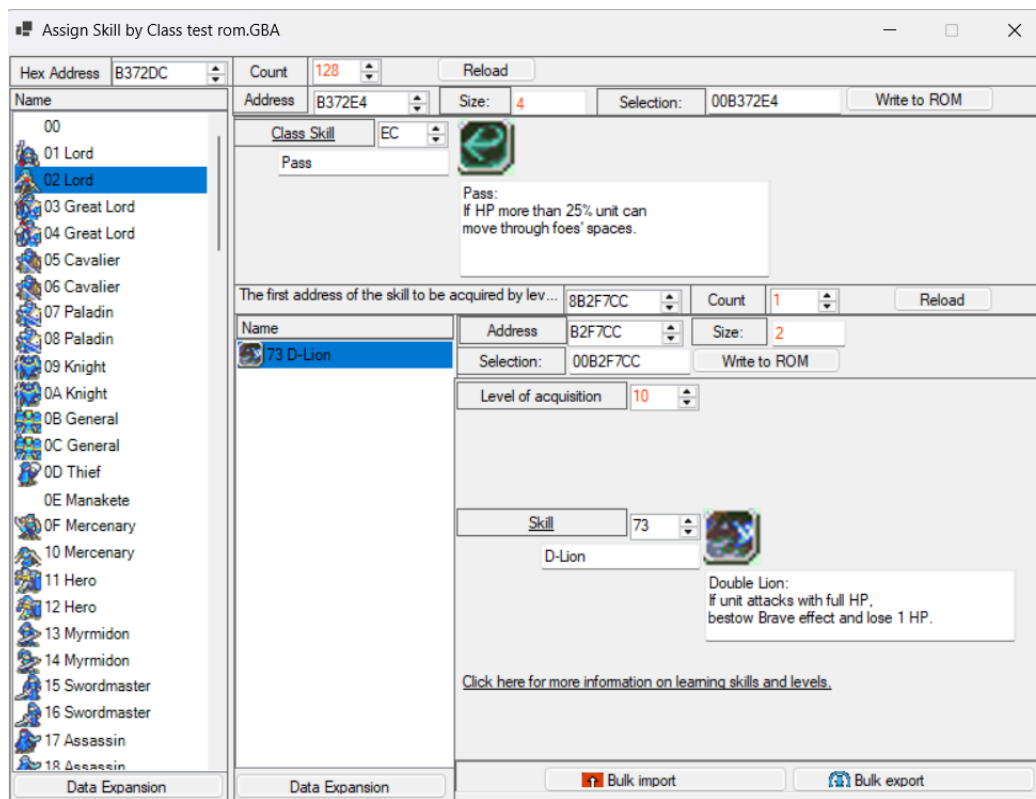 Assign Skill by Class test rom.GBA
Hex Address B372DC Count 128 Reload
Name Address B372E4 Size: 4 Selection: 00B372E4 Write to ROM
00
01 Lord
02 Lord
03 Great Lord
04 Great Lord
05 Cavalier
06 Cavalier
07 Paladin
08 Paladin
09 Knight
0A Knight
0B General
0C General
0D Thief
0E Manakete
0F Mercenary
10 Mercenary
11 Hero
12 Hero
13 Myrmidon
14 Myrmidon
15 Swordmaster
16 Swordmaster
17 Assassin
18 Assassin
Data Expansion
Class Skill EC
Pass
Pass:
If HP more than 25% unit can
move through foes' spaces.
The first address of the skill to be acquired by lev... 8B2F7CC Count 1 Reload
Name
73 D-Lion
Data Expansion
Address B2F7CC Size: 2
Selection: 00B2F7CC Write to ROM
Level of acquisition 10
Skill 73
D-Lion
Double Lion:
If unit attacks with full HP,
bestow Brave effect and lose 1 HP.
Click here for more information on learning skills and levels.
Bulk import Bulk export